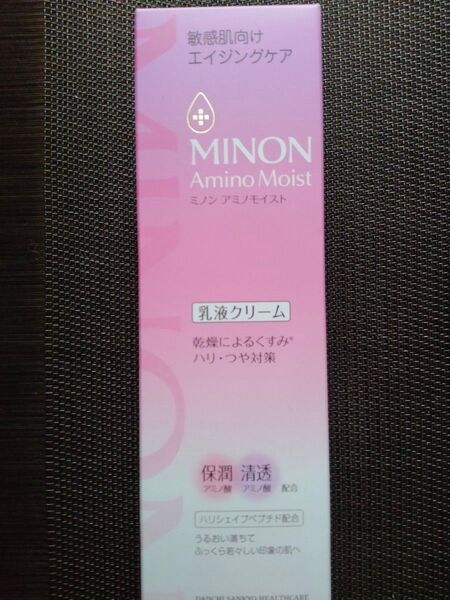 敏感肌向け
エイジングケア
MINON
Amino Moist
ミノン アミノモイスト
乳液クリーム
乾燥によるくすみ※
ハリ・つや対策
保潤 清透
アミノ酸 アミノ酸 配合
ハリシェイプペプチド配合
うるおい満ちて
ふっくら若々しい印象の肌へ
DAIICHI SANKYO HEALTHCARE
MINON